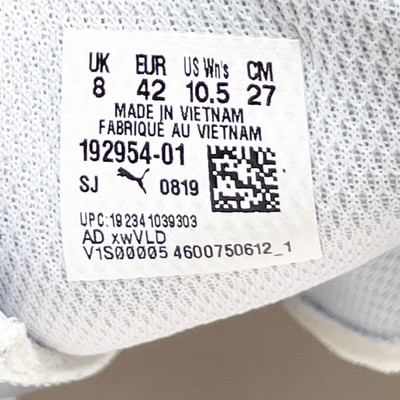 UK EUR US Wn's CM
8 42 10.5 27
MADE IN VIETNAM
FABRIQUÉ AU VIETNAM
192954-01
SJ 0819
UPC:192341039303
AD xwVLD
V1S00005 4600750612_1